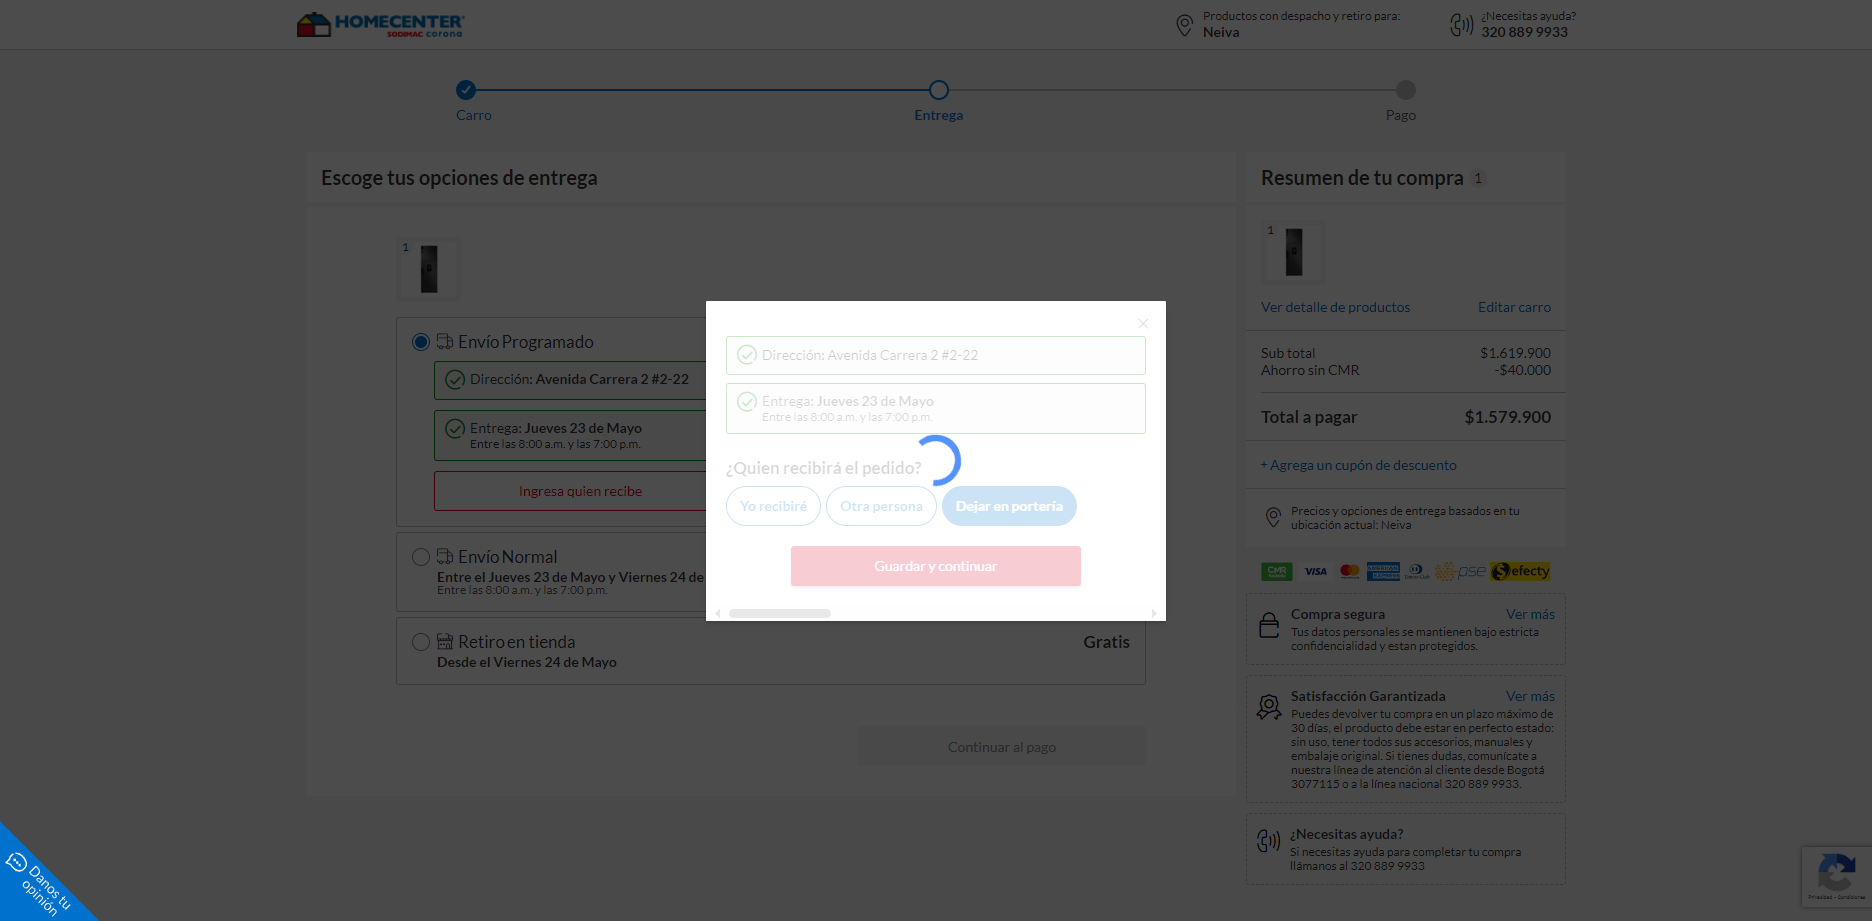 HOMECENTER
SODIMAC corona
Productos con despacho y retiro para:
Neiva
¿Necesitas ayuda?
320 889 9933
Carro
Entrega
Pago
Escoge tus opciones de entrega
1
Envío Programado
Dirección: Avenida Carrera 2 #2-22
Entrega: Jueves 23 de Mayo
Entre las 8:00 a.m. y las 7:00 p.m.
Ingresa quien recibe
Envío Normal
Entre el Jueves 23 de Mayo y Viernes 24 de
Entre las 8:00 a.m. y las 7:00 p.m.
Retiro en tienda
Gratis
Desde el Viernes 24 de Mayo
Continuar al pago
Dirección: Avenida Carrera 2 #2-22
Entrega: Jueves 23 de Mayo
Entre las 8:00 a.m. y las 7:00 p.m.
¿Quien recibirá el pedido?
Yo recibiré
Otra persona
Dejar en portería
Guardar y continuar
Resumen de tu compra 1
1
Ver detalle de productos
Editar carro
Sub total $1.619.900
Ahorro sin CMR -$40.000
Total a pagar $1.579.900
+ Agrega un cupón de descuento
Precios y opciones de entrega basados en tu
ubicación actual: Neiva
CMR
VISA
AMERICAN EXPRESS
pse
efecty
Compra segura
Ver más
Tus datos personales se mantienen bajo estricta
confidencialidad y estan protegidos.
Satisfacción Garantizada
Ver más
Puedes devolver tu compra en un plazo máximo de
30 días, el producto debe estar en perfecto estado:
sin uso, tener todos sus accesorios, manuales y
embalaje original. Si tienes dudas, comunícate a
nuestra línea de atención al cliente desde Bogotá
3077115 o a la línea nacional 320 889 9933.
¿Necesitas ayuda?
Si necesitas ayuda para completar tu compra
llámanos al 320 889 9933
Danos tu
opinión
Privacidad - Condiciones